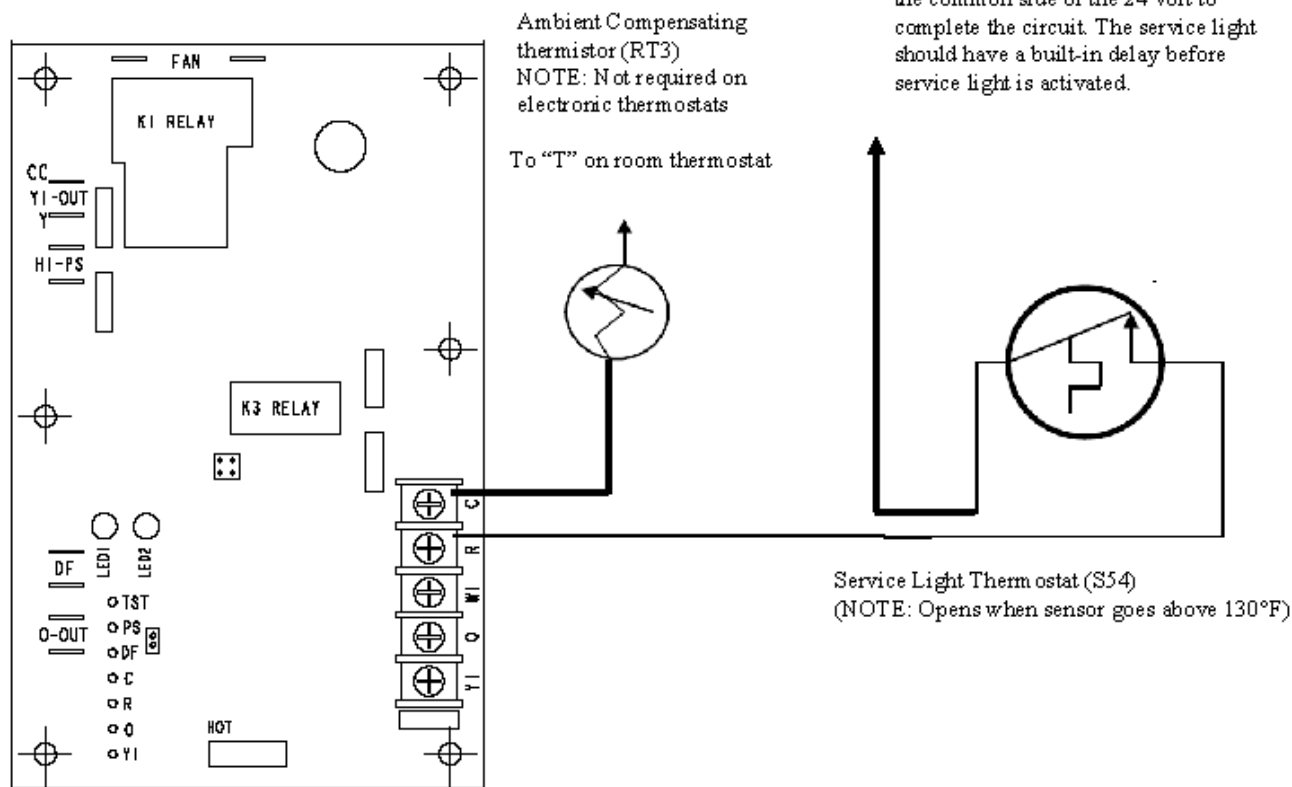 Ambient Compensating
thermistor (RT3)
NOTE: Not required on
electronic thermostats
To “T” on room thermostat
the common side of the 24 volt to
complete the circuit. The service light
should have a built-in delay before
service light is activated.
FAN
K1 RELAY
CC
Y1-OUT
Y
HI-PS
K3 RELAY
C
R
W1
O
Y1
LED1
LED2
DF
O-OUT
TST
PS
DF
C
R
O
Y1
HOT
Service Light Thermostat (S54)
(NOTE: Opens when sensor goes above 130°F)